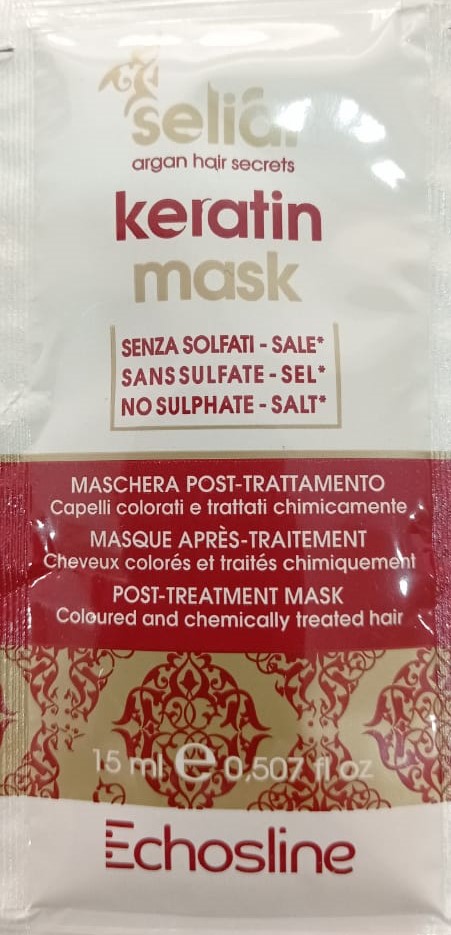 seliàr
argan hair secrets
keratin
mask
SENZA SOLFATI - SALE*
SANS SULFATE - SEL*
NO SULPHATE - SALT*
MASCHERA POST-TRATTAMENTO
Capelli colorati e trattati chimicamente
MASQUE APRÈS-TRAITEMENT
Cheveux colorés et traités chimiquement
POST-TREATMENT MASK
Coloured and chemically treated hair
15 ml e 0,507 fl.oz
Echosline